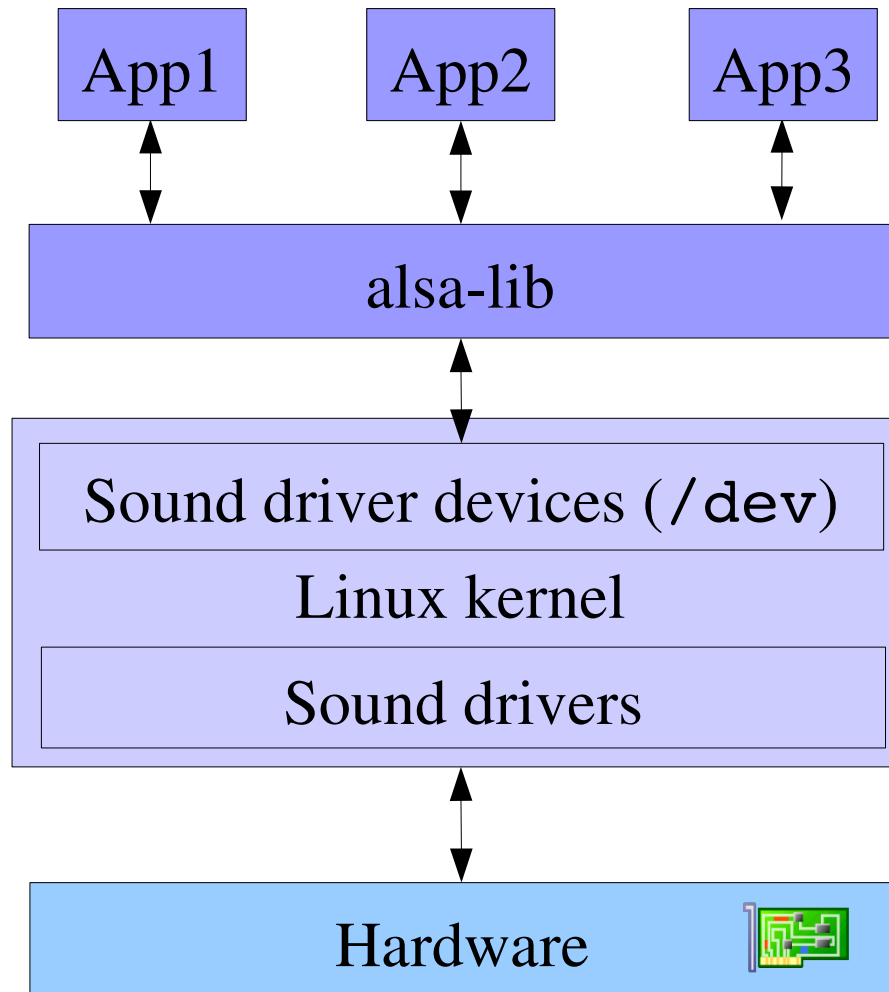 App1 App2 App3
alsa-lib
Sound driver devices (/dev)
Linux kernel
Sound drivers
Hardware